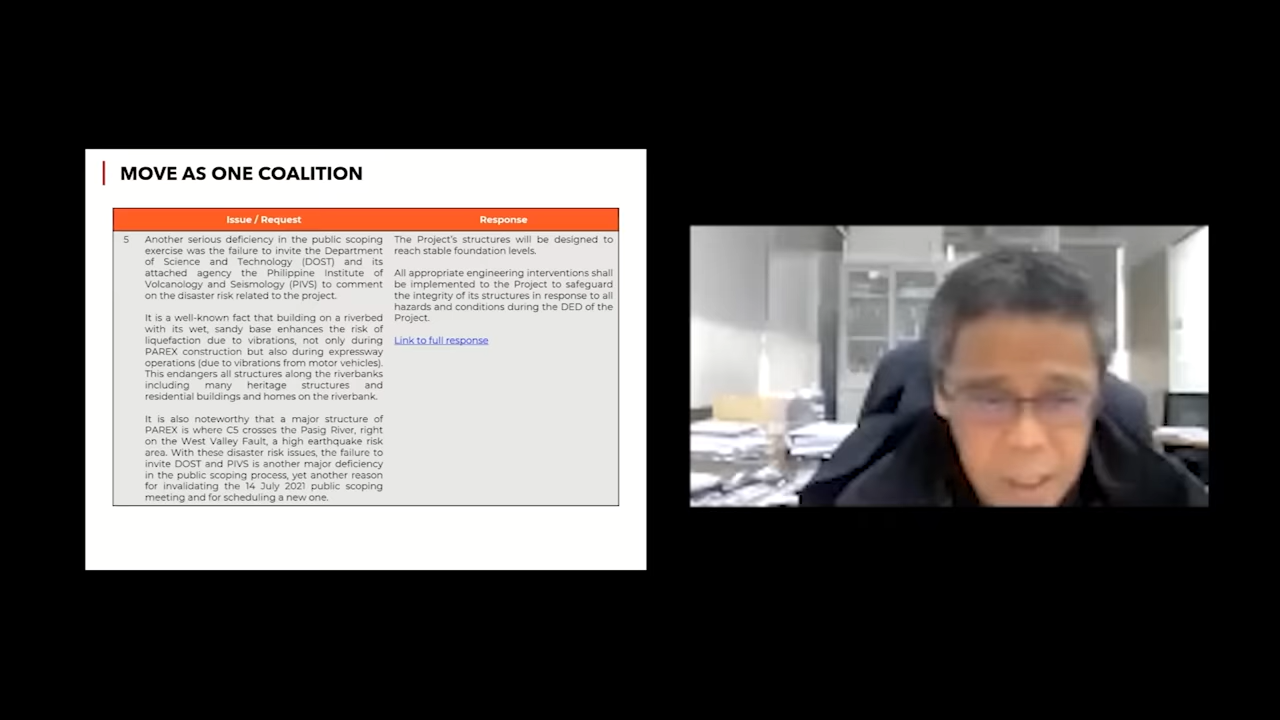 MOVE AS ONE COALITION
Issue / Request
Response
5
Another serious deficiency in the public scoping
exercise was the failure to invite the Department
of Science and Technology (DOST) and its
attached agency the Philippine Institute of
Volcanology and Seismology (PIVS) to comment
on the disaster risk related to the project.
It is a well-known fact that building on a riverbed
with its wet, sandy base enhances the risk of
liquefaction due to vibrations, not only during
PAREX construction but also during expressway
operations (due to vibrations from motor vehicles).
This endangers all structures along the riverbanks
including many heritage structures and
residential buildings and homes on the riverbank.
It is also noteworthy that a major structure of
PAREX is where C5 crosses the Pasig River, right
on the West Valley Fault, a high earthquake risk
area. With these disaster risk issues, the failure to
invite DOST and PIVS is another major deficiency
in the public scoping process, yet another reason
for invalidating the 14 July 2021 public scoping
meeting and for scheduling a new one.
The Project's structures will be designed to
reach stable foundation levels.
All appropriate engineering interventions shall
be implemented to the Project to safeguard
the integrity of its structures in response to all
hazards and conditions during the DED of the
Project.
Link to full response